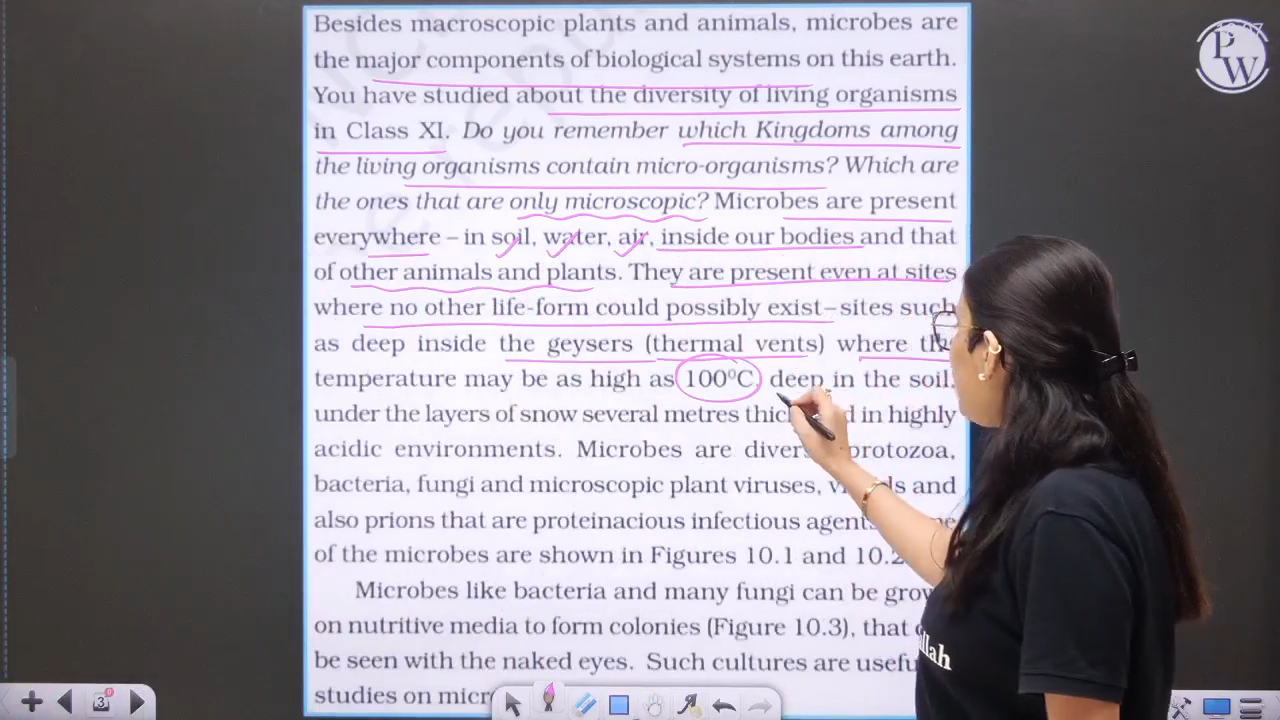 Besides macroscopic plants and animals, microbes are
the major components of biological systems on this earth.
You have studied about the diversity of living organisms
in Class XI. Do you remember which Kingdoms among
the living organisms contain micro-organisms? Which are
the ones that are only microscopic? Microbes are present
everywhere – in soil, water, air, inside our bodies and that
of other animals and plants. They are present even at sites
where no other life-form could possibly exist–sites such
as deep inside the geysers (thermal vents) where the
temperature may be as high as 100°C, deep in the soil,
under the layers of snow several metres in highly
acidic environments. Microbes are protozoa,
bacteria, fungi and microscopic plant viruses, and
also prions that are proteinacious infectious
of the microbes are shown in Figures 10.1 and
Microbes like bacteria and many fungi can be
on nutritive media to form colonies (Figure 10.3), that
be seen with the naked eyes. Such cultures are
studies on
PW
3